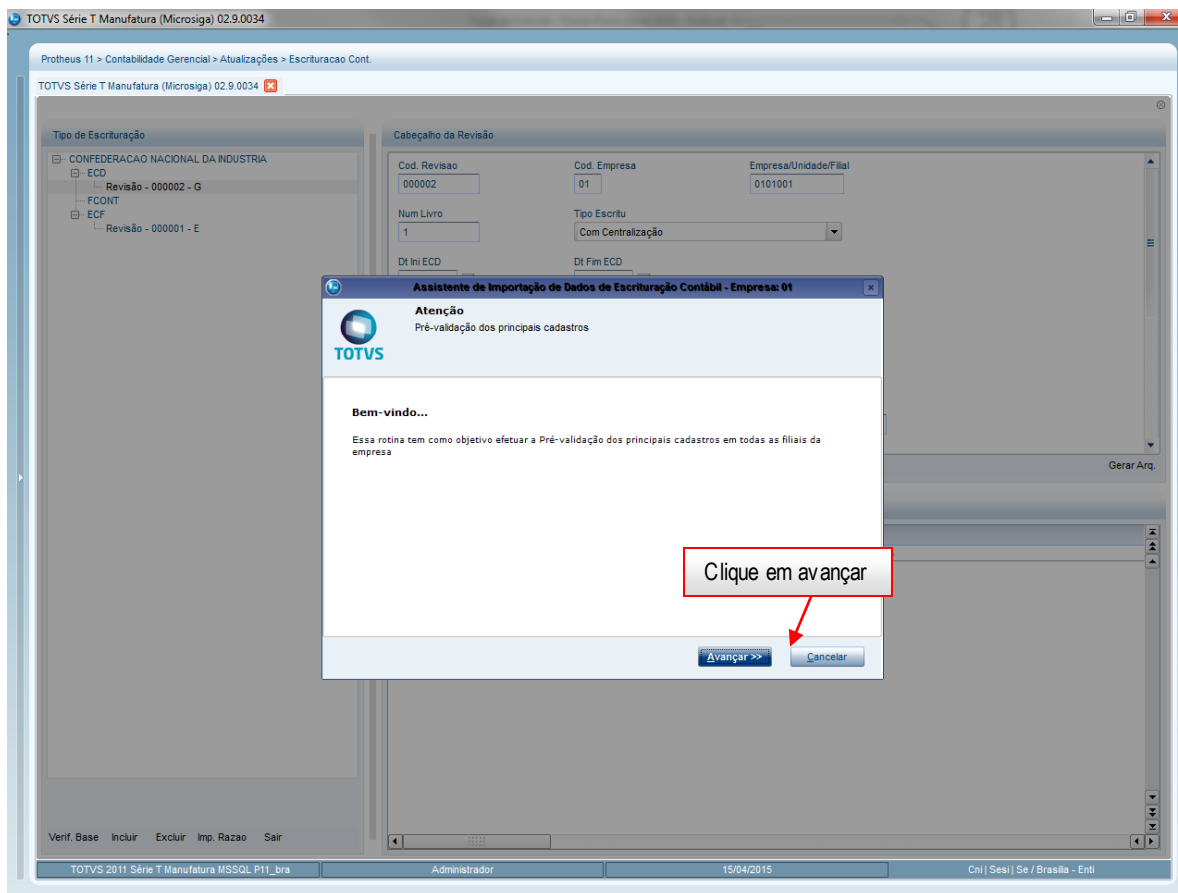 TOTVS Série T Manufatura (Microsiga) 02.9.0034
Protheus 11 > Contabilidade Gerencial > Atualizações > Escrituracao Cont.
TOTVS Série T Manufatura (Microsiga) 02.9.0034
Tipo de Escrituração
CONFEDERACAO NACIONAL DA INDUSTRIA
ECD
Revisão - 000002 - G
FCONT
ECF
Revisão - 000001 - E
Cabeçalho da Revisão
Cod. Revisao Cod. Empresa Empresa/Unidade/Filial
000002 01 0101001
Num Livro Tipo Escritu
1 Com Centralização
Dt Ini ECD Dt Fim ECD
Assistente de Importação de Dados de Escrituração Contábil - Empresa: 01
TOTVS
Atenção
Pré-validação dos principais cadastros
Bem-vindo...
Essa rotina tem como objetivo efetuar a Pré-validação dos principais cadastros em todas as filiais da
empresa
Gerar Arq.
Clique em avançar
Avançar >> Cancelar
Verif. Base Incluir Excluir Imp. Razao Sair
TOTVS 2011 Série T Manufatura MSSQL P11_bra Administrador 15/04/2015 Cni | Sesi | Se / Brasilia - Enti